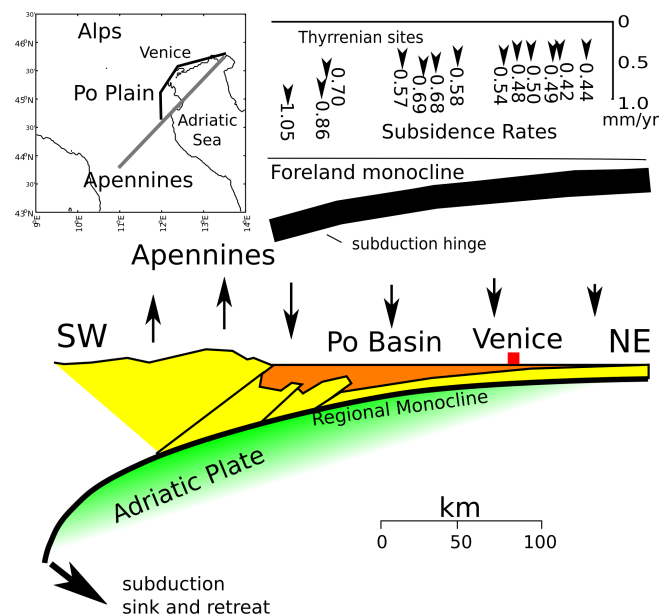 30'
46°N
30'
45°N
30'
44°N
30'
43°N
9°E
10°E
11°E
12°E
13°E
14°E
Alps
Venice
Po Plain
Adriatic
Sea
Apennines
0
0.5
1.0
mm/yr
Thyrrenian sites
1.05
0.86
0.70
0.57
0.69
0.68
0.58
0.54
0.48
0.50
0.49
0.42
0.44
Subsidence Rates
Foreland monocline
subduction hinge
Apennines
SW
Po Basin
Venice
NE
Regional Monocline
Adriatic Plate
km
0
50
100
subduction
sink and retreat